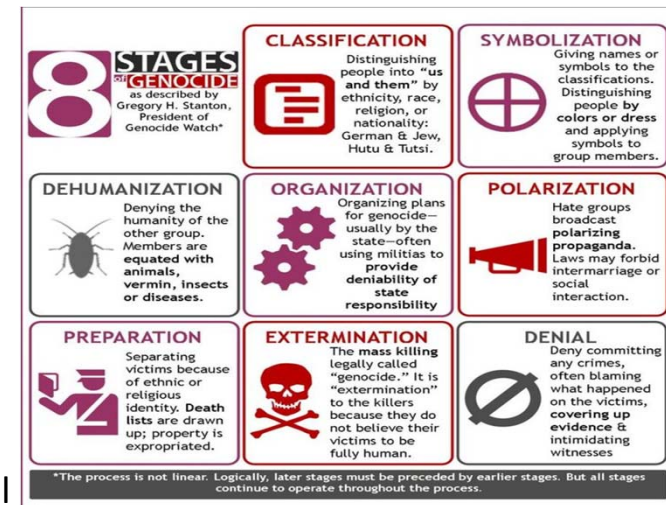 8
STAGES
of GENOCIDE
as described by
Gregory H. Stanton,
President of
Genocide Watch*
CLASSIFICATION
Distinguishing
people into “us
and them” by
ethnicity, race,
religion, or
nationality:
German & Jew,
Hutu & Tutsi.
SYMBOLIZATION
Giving names or
symbols to the
classifications.
Distinguishing
people by
colors or dress
and applying
symbols to
group members.
DEHUMANIZATION
Denying the
humanity of the
other group.
Members are
equated with
animals,
vermin, insects
or diseases.
ORGANIZATION
Organizing plans
for genocide—
usually by the
state—often
using militias to
provide
deniability of
state
responsibility
POLARIZATION
Hate groups
broadcast
polarizing
propaganda.
Laws may forbid
intermarriage or
social
interaction.
PREPARATION
Separating
victims because
of ethnic or
religious
identity. Death
lists are drawn
up; property is
expropriated.
EXTERMINATION
The mass killing
legally called
“genocide.” It is
“extermination”
to the killers
because they do
not believe their
victims to be
fully human.
DENIAL
Deny committing
any crimes,
often blaming
what happened
on the victims,
covering up
evidence &
intimidating
witnesses
*The process is not linear. Logically, later stages must be preceded by earlier stages. But all stages
continue to operate throughout the process.